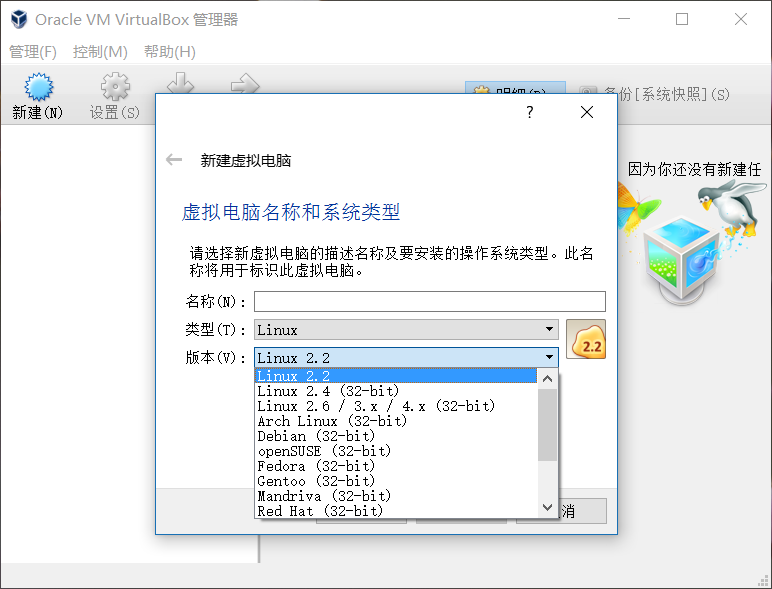 Oracle VM VirtualBox 管理器
管理(F) 控制(M) 帮助(H)
新建(N) 设置(S) 明细(D) 备份[系统快照](S)
?
新建虚拟电脑
因为你还没有新建任
虚拟电脑名称和系统类型
请选择新虚拟电脑的描述名称及要安装的操作系统类型。此名
称将用于标识此虚拟电脑。
名称(N):
类型(T): Linux
2.2
版本(V): Linux 2.2
Linux 2.2
Linux 2.4 (32-bit)
Linux 2.6 / 3.x / 4.x (32-bit)
Arch Linux (32-bit)
Debian (32-bit)
openSUSE (32-bit)
Fedora (32-bit)
Gentoo (32-bit)
Mandriva (32-bit)
Red Hat (32-bit)
消